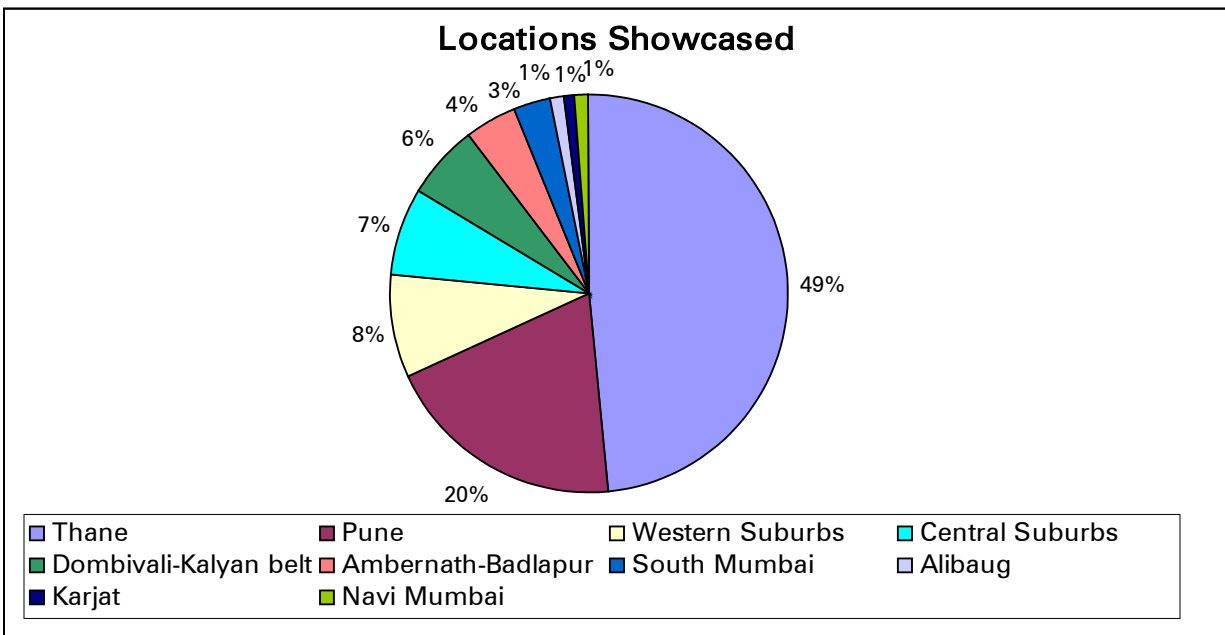 Locations Showcased
1% 1% 1%
3%
4%
6%
7%
49%
8%
20%
Thane Pune Western Suburbs Central Suburbs
Dombivali-Kalyan belt Ambernath-Badlapur South Mumbai Alibaug
Karjat Navi Mumbai